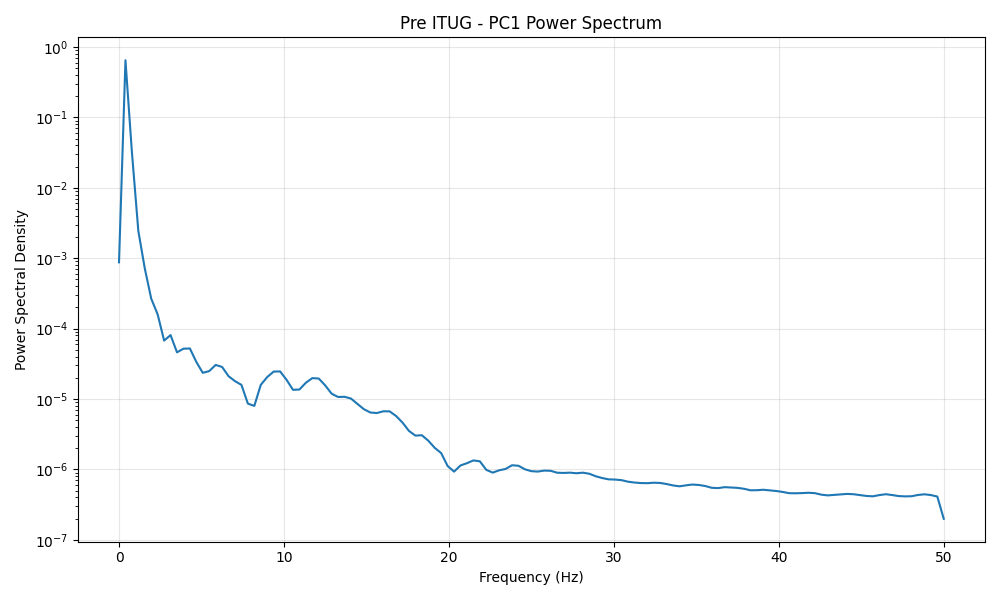 Pre ITUG - PC1 Power Spectrum
Power Spectral Density
10⁰
10⁻¹
10⁻²
10⁻³
10⁻⁴
10⁻⁵
10⁻⁶
10⁻⁷
0 10 20 30 40 50
Frequency (Hz)